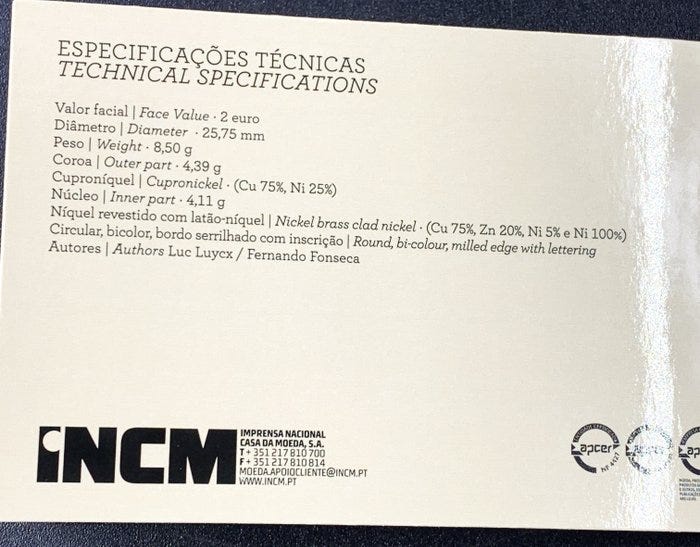 ESPECIFICAÇÕES TÉCNICAS
TECHNICAL SPECIFICATIONS
Valor facial | Face Value · 2 euro
Diâmetro | Diameter · 25,75 mm
Peso | Weight · 8,50 g
Coroa | Outer part · 4,39 g
Cuproníquel | Cupronickel · (Cu 75%, Ni 25%)
Núcleo | Inner part · 4,11 g
Níquel revestido com latão-níquel | Nickel brass clad nickel · (Cu 75%, Zn 20%, Ni 5% e Ni 100%)
Circular, bicolor, bordo serrilhado com inscrição | Round, bi-colour, milled edge with lettering
Autores | Authors Luc Luycx / Fernando Fonseca
INCM
IMPRENSA NACIONAL
CASA DA MOEDA, S.A.
T + 351 217 810 700
F + 351 217 810 814
MOEDA.APOIOCLIENTE@INCM.PT
WWW.INCM.PT
apcer
apcer
ap